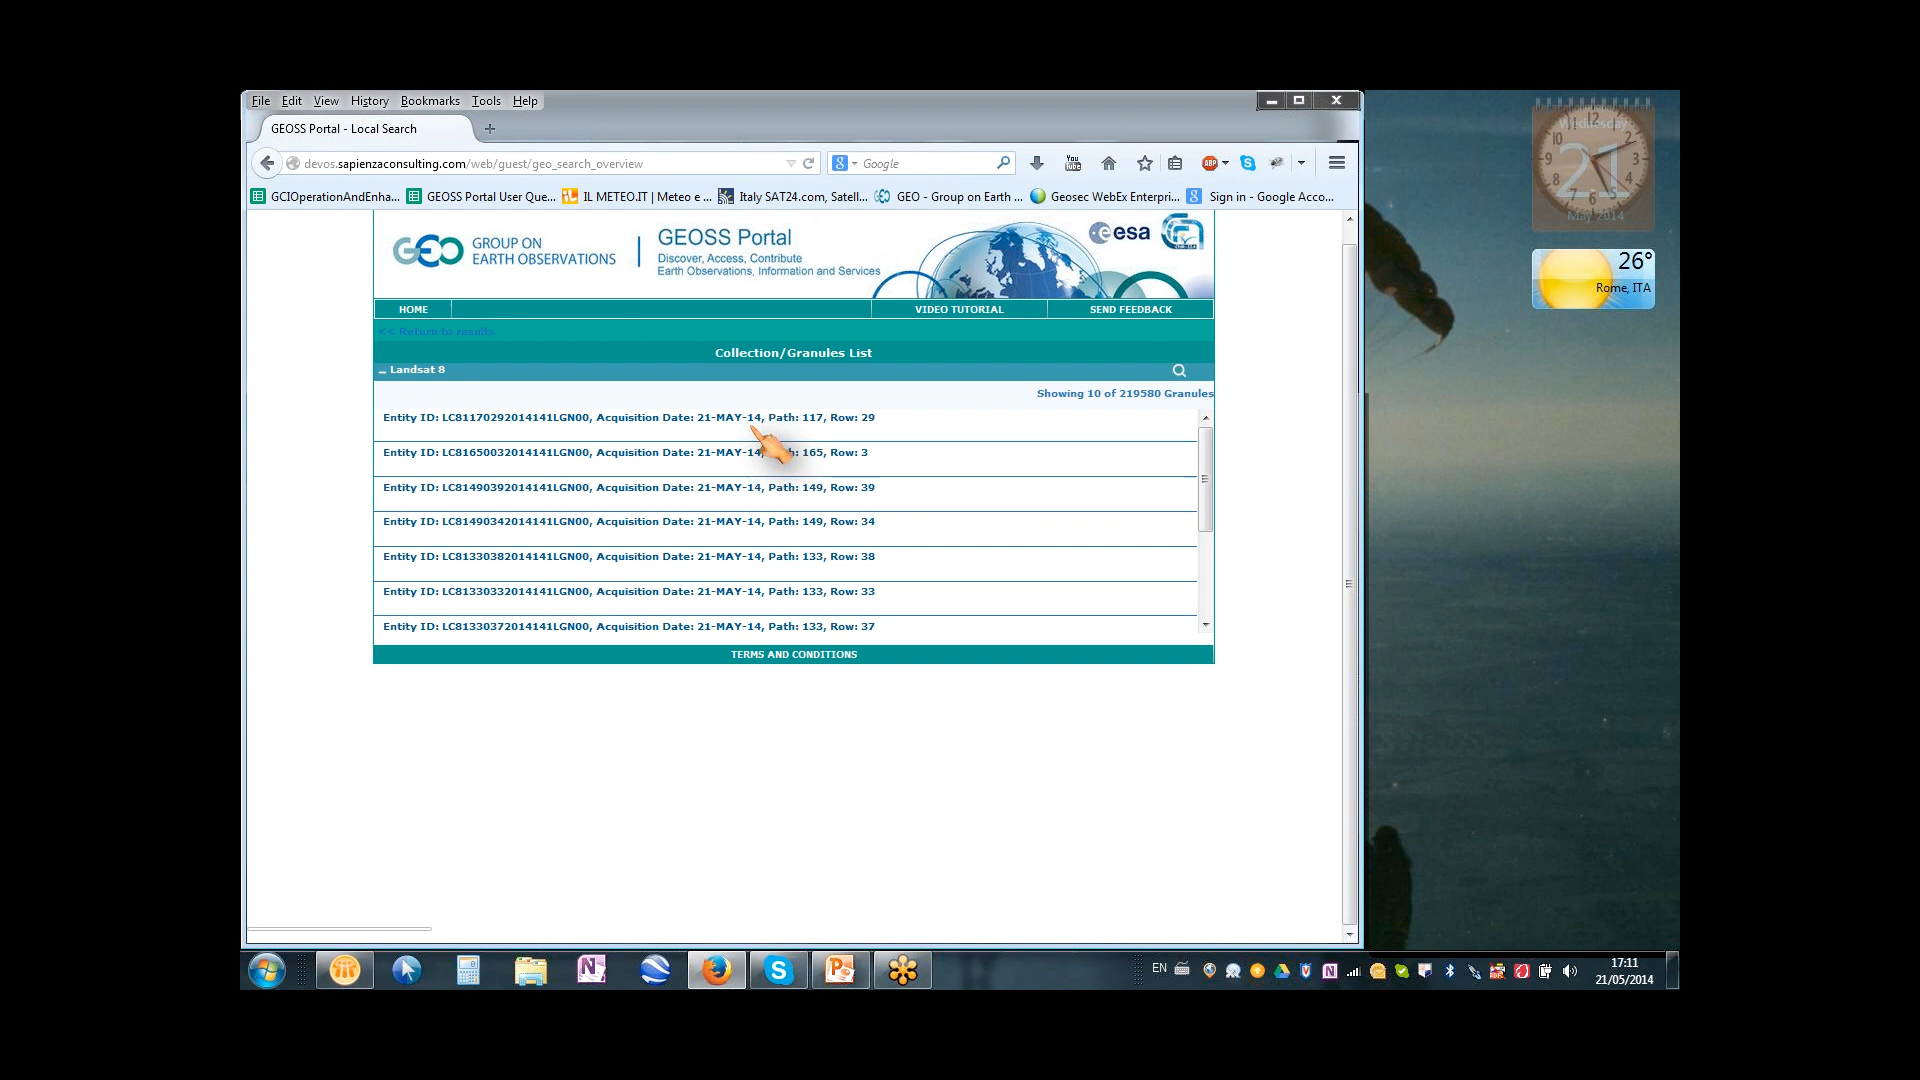 File Edit View History Bookmarks Tools Help
GEOSS Portal - Local Search
devos.sapienzaconsulting.com/web/guest/geo_search_overview
Google
GCIOperationAndEnha...
GEOSS Portal User Que...
IL METEO.IT | Meteo e ...
Italy SAT24.com, Satell...
GEO - Group on Earth ...
Geosec WebEx Enterpri...
Sign in - Google Acco...
GEO GROUP ON
EARTH OBSERVATIONS
GEOSS Portal
Discover, Access, Contribute
Earth Observations, Information and Services
esa
HOME
VIDEO TUTORIAL
SEND FEEDBACK
<< Return to results
Collection/Granules List
Landsat 8
Showing 10 of 219580 Granules
Entity ID: LC81170292014141LGN00, Acquisition Date: 21-MAY-14, Path: 117, Row: 29
Entity ID: LC81650032014141LGN00, Acquisition Date: 21-MAY-14, 165, Row: 3
Entity ID: LC81490392014141LGN00, Acquisition Date: 21-MAY-14, Path: 149, Row: 39
Entity ID: LC81490342014141LGN00, Acquisition Date: 21-MAY-14, Path: 149, Row: 34
Entity ID: LC81330382014141LGN00, Acquisition Date: 21-MAY-14, Path: 133, Row: 38
Entity ID: LC81330332014141LGN00, Acquisition Date: 21-MAY-14, Path: 133, Row: 33
Entity ID: LC81330372014141LGN00, Acquisition Date: 21-MAY-14, Path: 133, Row: 37
TERMS AND CONDITIONS
Wednesday
21
May 2014
26°
Rome, ITA
EN
17:11
21/05/2014